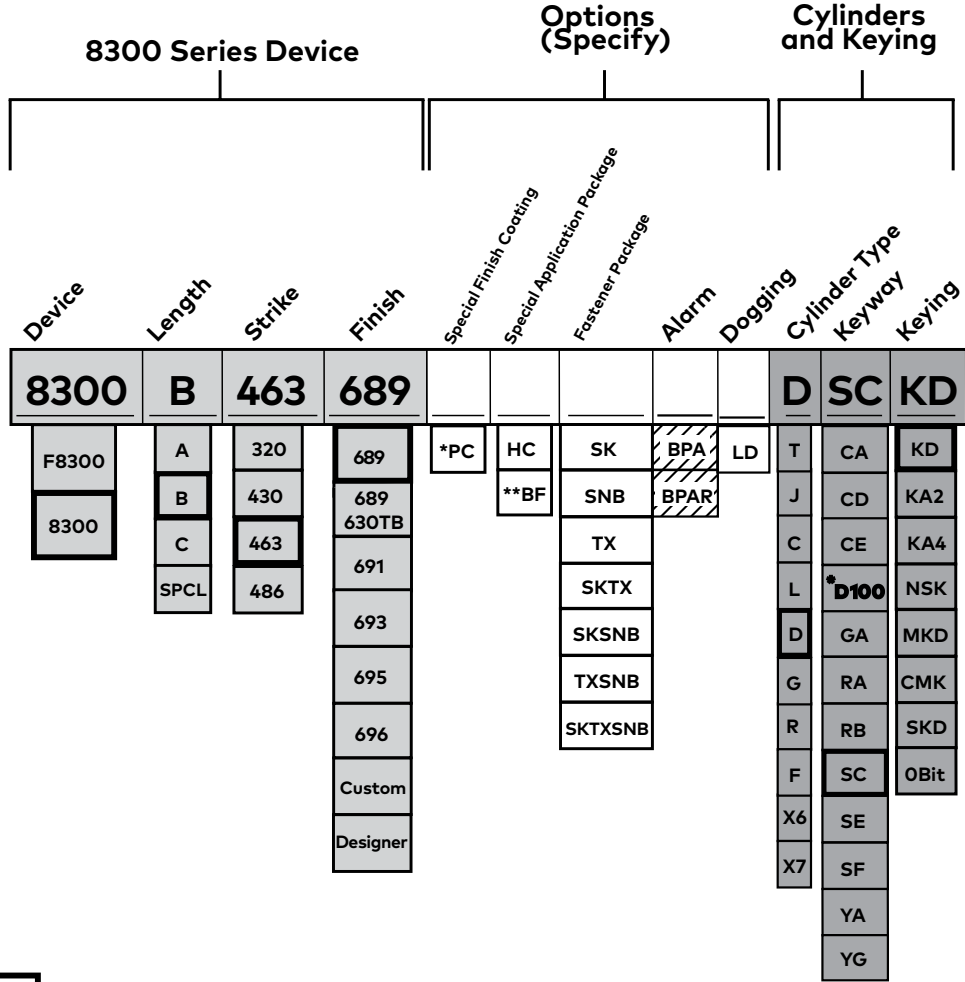 8300 Series Device
Options
(Specify)
Cylinders
and Keying
Device
Length
Strike
Finish
Special Finish Coating
Special Application Package
Fastener Package
Alarm
Dogging
Cylinder Type
Keyway
Keying
8300 B 463 689 D SC KD
F8300
8300
A
B
C
SPCL
320
430
463
486
689
689
630TB
691
693
695
696
Custom
Designer
*PC
HC
**BF
SK
SNB
TX
SKTX
SKSNB
TXSNB
SKTXSNB
BPA
BPAR
LD
T
J
C
L
D
G
R
F
X6
X7
CA
CD
CE
*D100
GA
RA
RB
SC
SE
SF
YA
YG
KD
KA2
KA4
NSK
MKD
CMK
SKD
0Bit